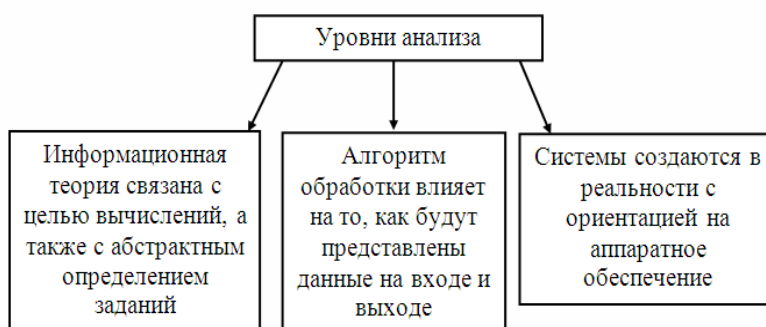 Уровни анализа
Информационная
теория связана с
целью вычислений, а
также с абстрактным
определением
заданий
Алгоритм
обработки влияет
на то, как будут
представлены
данные на входе и
выходе
Системы создаются в
реальности с
ориентацией на
аппаратное
обеспечение